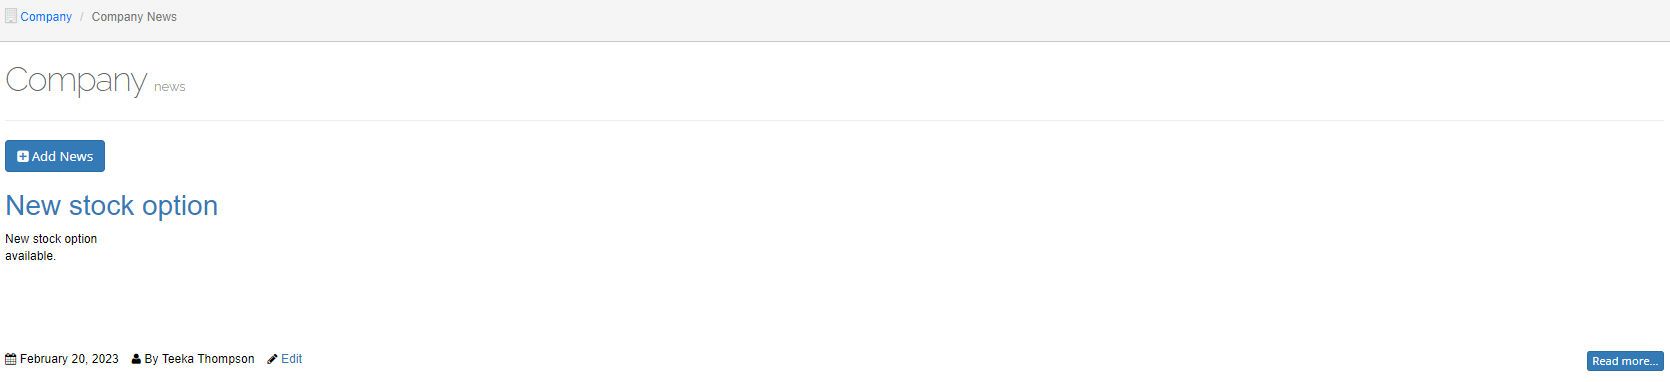 Company / Company News
Company news
Add News
New stock option
New stock option
available.
February 20, 2023 By Teeka Thompson Edit Read more...